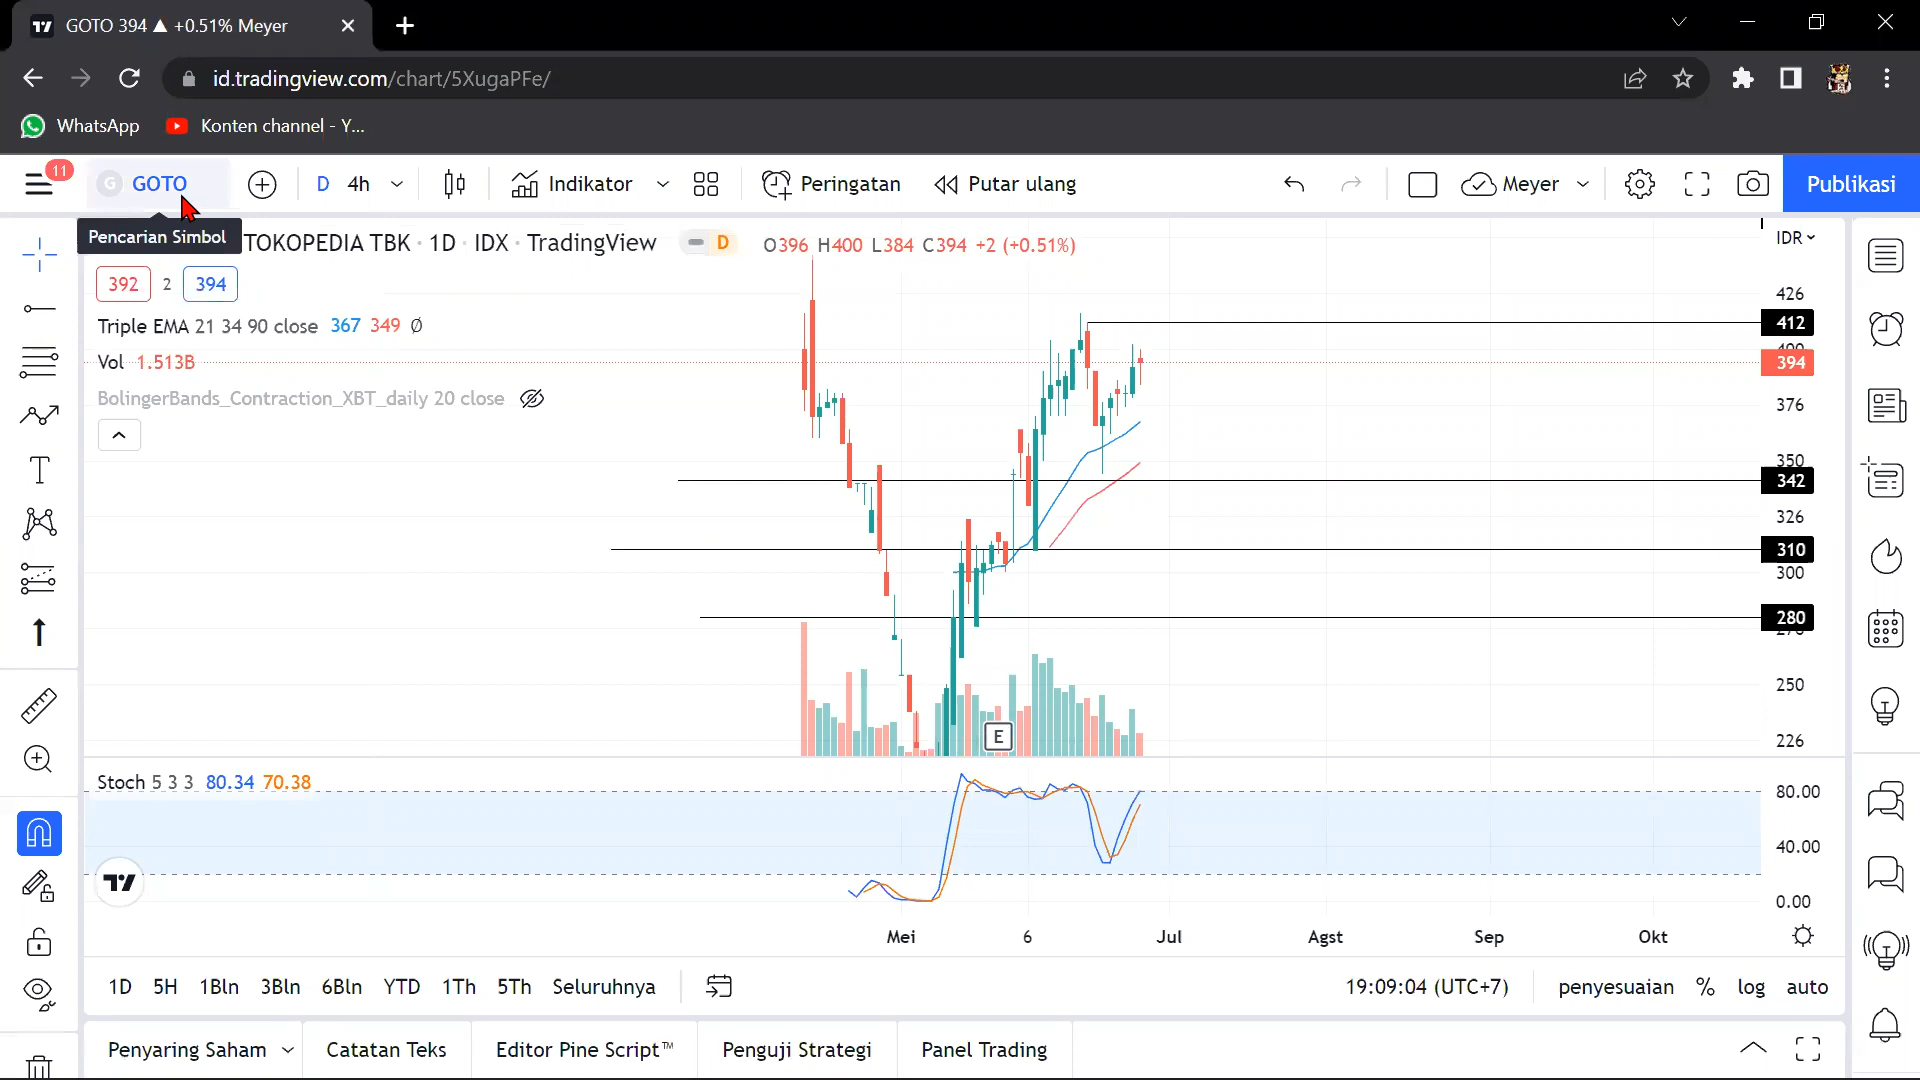 GOTO 394 ▲ +0.51% Meyer
id.tradingview.com/chart/5XugaPFe/
WhatsApp Konten channel - Y...
11
G GOTO D 4h Indikator Peringatan Putar ulang Meyer Publikasi
Pencarian Simbol
TOKOPEDIA TBK · 1D · IDX · TradingView D O396 H400 L384 C394 +2 (+0.51%) IDR
392 2 394
Triple EMA 21 34 90 close 367 349 Ø
Vol 1.513B
BolingerBands_Contraction_XBT_daily 20 close
426
412
394
376
350
342
326
310
300
280
250
226
E
Stoch 5 3 3 80.34 70.38
80.00
40.00
0.00
Mei 6 Jul Agst Sep Okt
1D 5H 1Bln 3Bln 6Bln YTD 1Th 5Th Seluruhnya 19:09:04 (UTC+7) penyesuaian % log auto
Penyaring Saham Catatan Teks Editor Pine Script™ Penguji Strategi Panel Trading